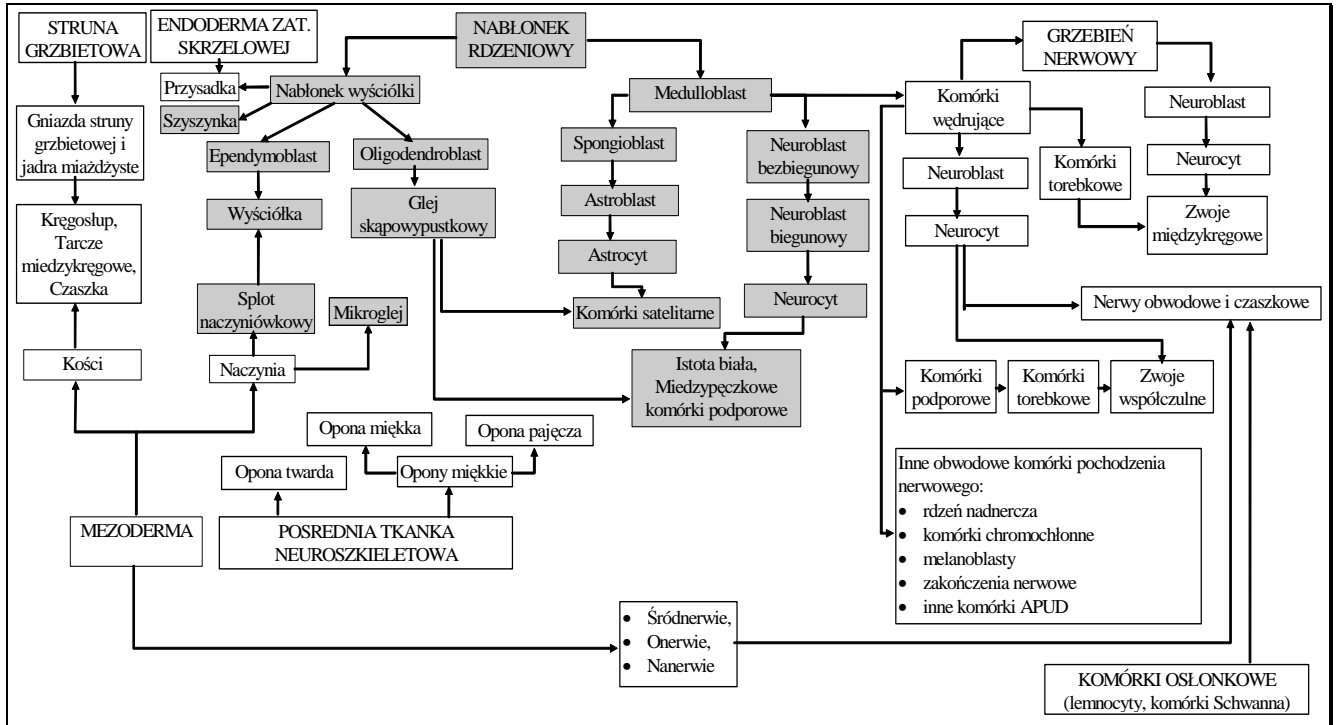 STRUNA
GRZBIETOWA
ENDODERMA ZAT.
SKRZELOWEJ
NABŁONEK
RDZENIOWY
GRZEBIEŃ
NERWOWY
Przysadka
Nabłonek wyściółki
Szyszynka
Medulloblast
Komórki
wędrujące
Neuroblast
Gniazda struny
grzbietowej i
jadra miażdżyste
Ependymoblast
Oligodendroblast
Spongioblast
Neuroblast
bezbiegunowy
Neuroblast
Komórki
torebkowe
Neurocyt
Kręgosłup,
Tarcze
miedzykręgowe,
Czaszka
Wyściółka
Glej
skąpowypustkowy
Astroblast
Neuroblast
biegunowy
Neurocyt
Zwoje
międzykręgowe
Astrocyt
Splot
naczyniówkowy
Mikroglej
Komórki satelitarne
Neurocyt
Nerwy obwodowe i czaszkowe
Kości
Naczynia
Istota biała,
Miedzypęczkowe
komórki podporowe
Komórki
podporowe
Komórki
torebkowe
Zwoje
współczulne
Opona miękka
Opona pajęcza
Opona twarda
Opony miękkie
Inne obwodowe komórki pochodzenia
nerwowego:
• rdzeń nadnercza
• komórki chromochłonne
• melanoblasty
• zakończenia nerwowe
• inne komórki APUD
MEZODERMA
POSREDNIA TKANKA
NEUROSZKIELETOWA
• Śródnerwie,
• Onerwie,
• Nanerwie
KOMÓRKI OSŁONKOWE
(lemnocyty, komórki Schwanna)